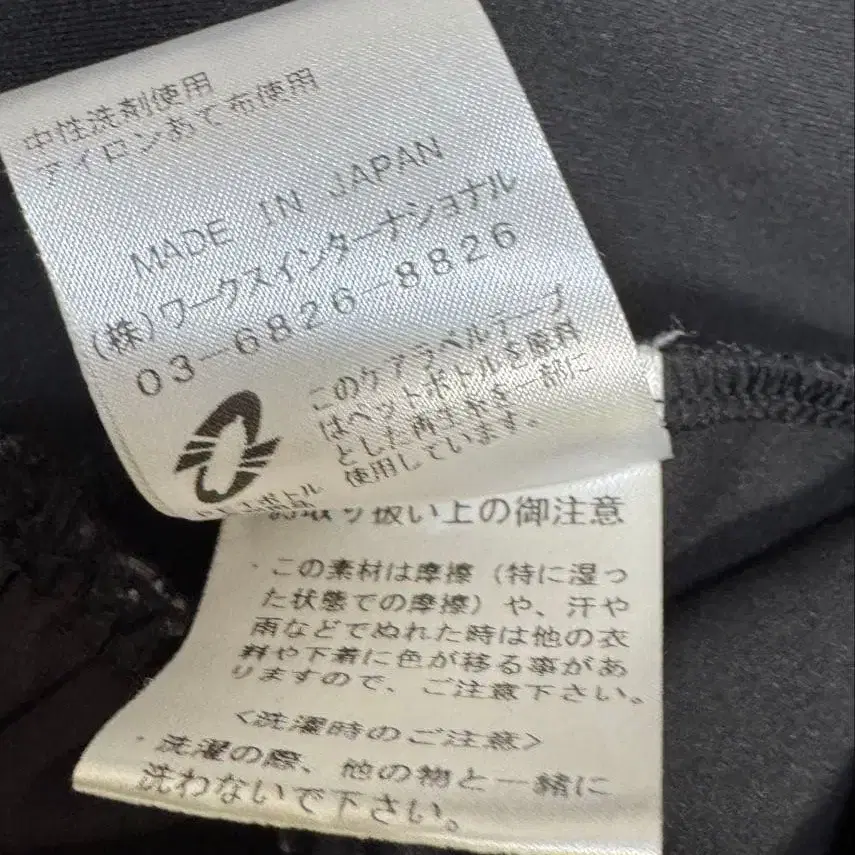 中性洗剤使用
アイロンあて布使用
MADE IN JAPAN
(株)ワークスインターナショナル
03-6826-8826
このケアラベルテープ
はペットボトルを原料
とした再生糸を一部に
使用しています。
ボトル
お取り扱い上の御注意
・この素材は摩擦（特に湿っ
た状態での摩擦）や、汗や
雨などでぬれた時は他の衣
料や下着に色が移る事があ
りますので、ご注意下さい。
<洗濯時のご注意>
・洗濯の際、他の物と一緒に
洗わないで下さい。